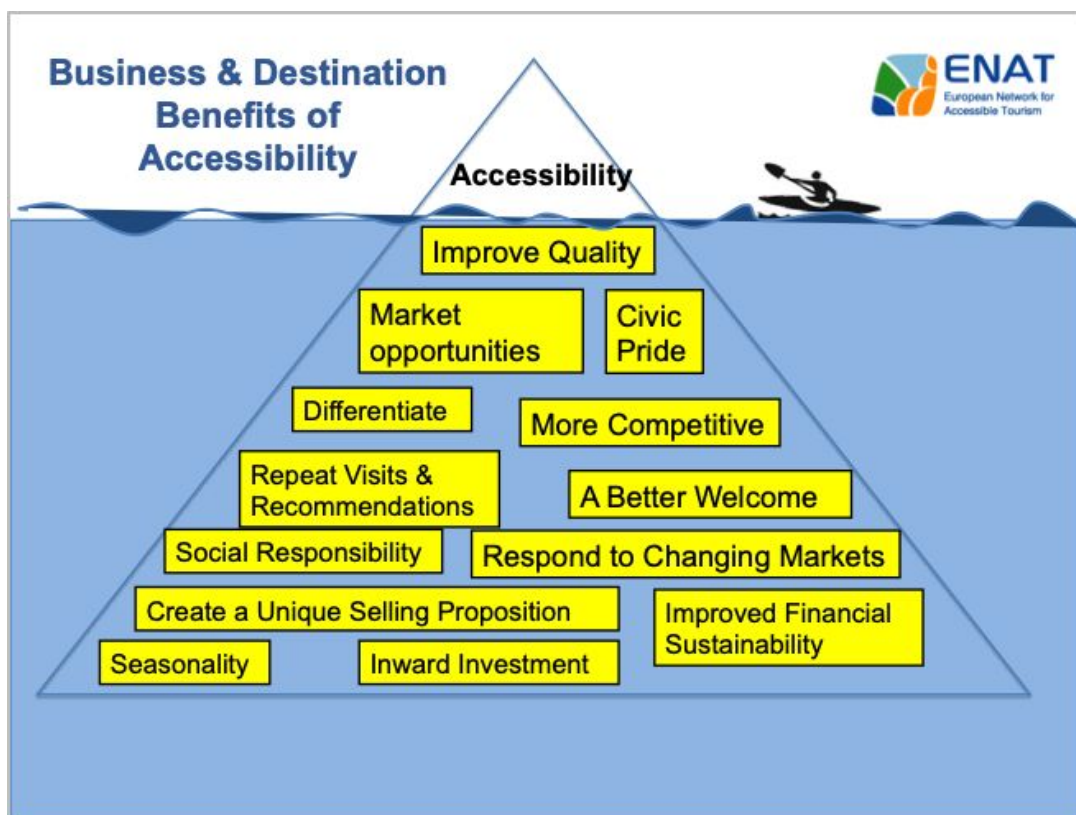 Business & Destination
Benefits of
Accessibility
ENAT
European Network for
Accessible Tourism
Accessibility
Improve Quality
Market
opportunities
Civic
Pride
Differentiate
More Competitive
Repeat Visits &
Recommendations
A Better Welcome
Social Responsibility
Respond to Changing Markets
Create a Unique Selling Proposition
Improved Financial
Sustainability
Seasonality
Inward Investment